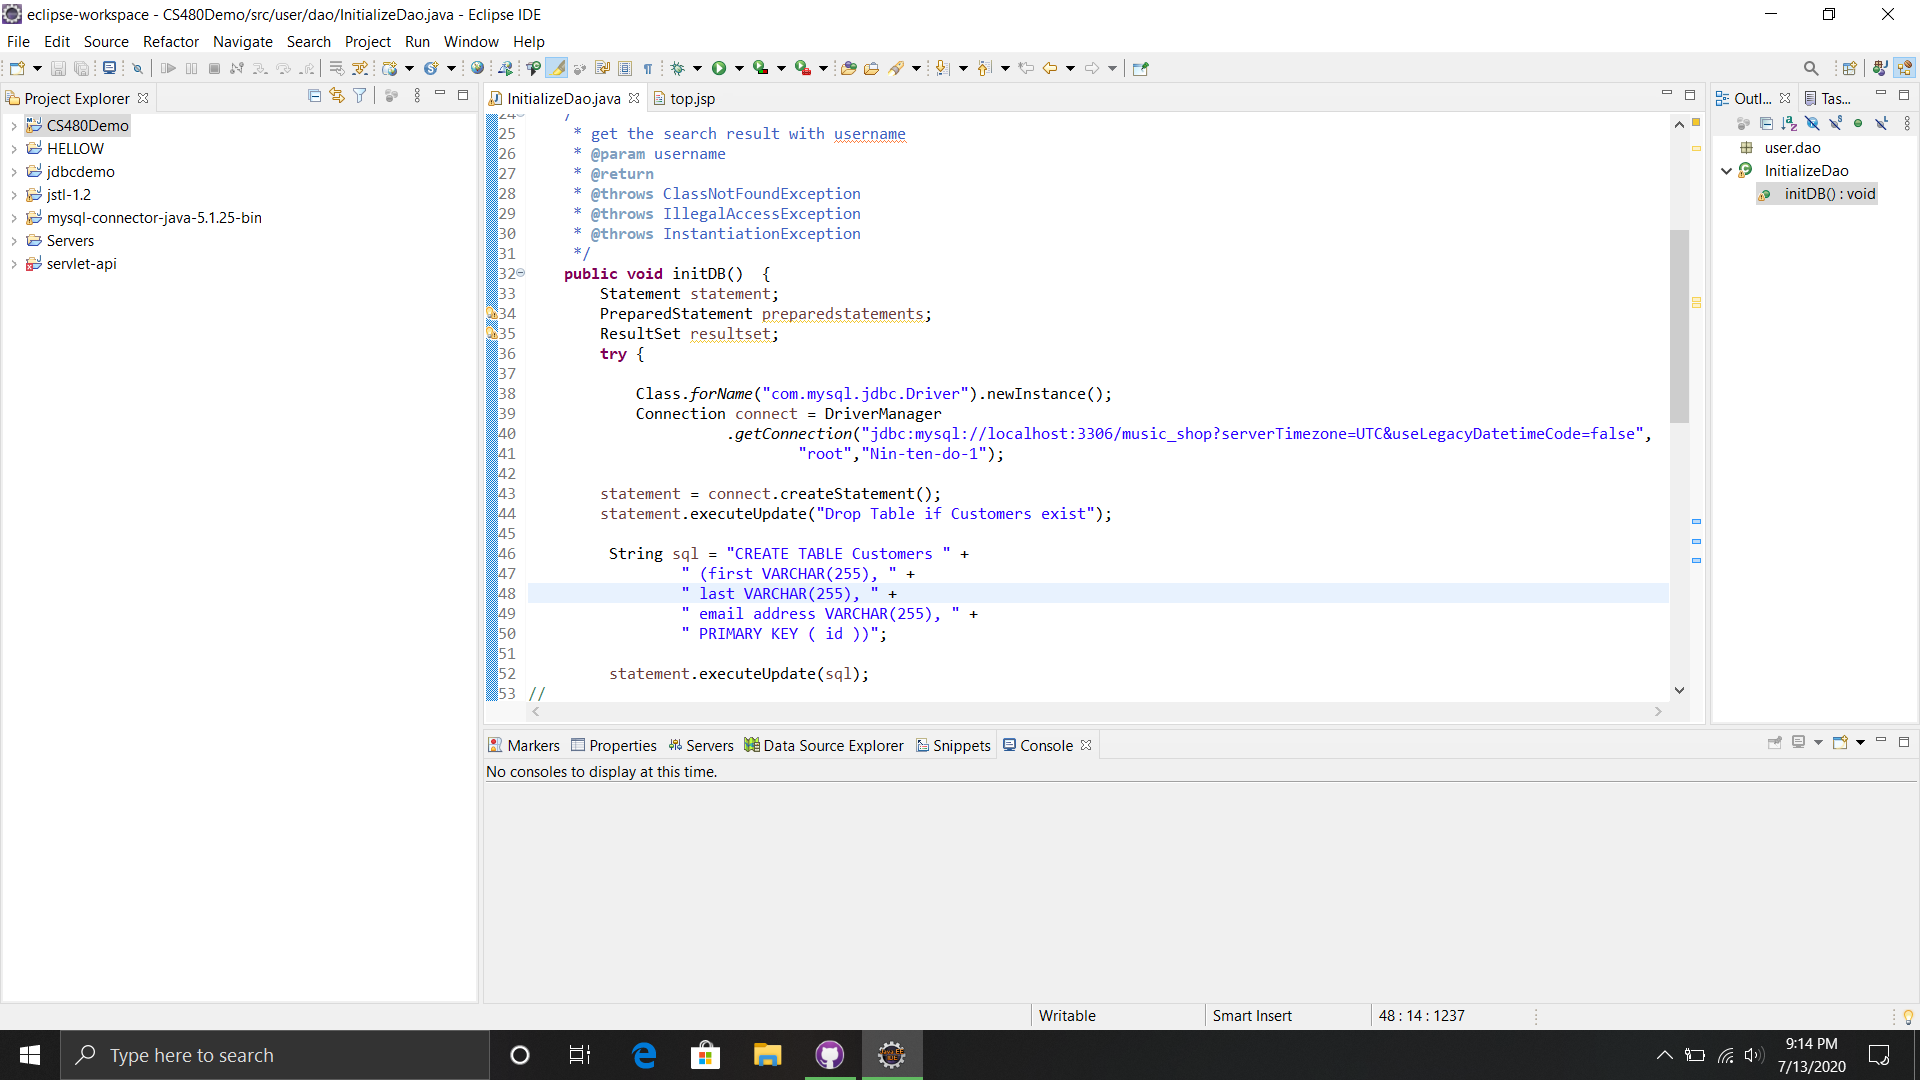 eclipse-workspace - CS480Demo/src/user/dao/InitializeDao.java - Eclipse IDE
File Edit Source Refactor Navigate Search Project Run Window Help
Project Explorer
CS480Demo
HELLOW
jdbcdemo
jstl-1.2
mysql-connector-java-5.1.25-bin
Servers
servlet-api
InitializeDao.java top.jsp
24 /
25 * get the search result with username
26 * @param username
27 * @return
28 * @throws ClassNotFoundException
29 * @throws IllegalAccessException
30 * @throws InstantiationException
31 */
32 public void initDB()  {
33 Statement statement;
34 PreparedStatement preparedstatements;
35 ResultSet resultset;
36 try {
37
38 Class.forName("com.mysql.jdbc.Driver").newInstance();
39 Connection connect = DriverManager
40 .getConnection("jdbc:mysql://localhost:3306/music_shop?serverTimezone=UTC&useLegacyDatetimeCode=false",
41 "root","Nin-ten-do-1");
42
43 statement = connect.createStatement();
44 statement.executeUpdate("Drop Table if Customers exist");
45
46 String sql = "CREATE TABLE Customers " +
47 " (first VARCHAR(255), " +
48 " last VARCHAR(255), " +
49 " email address VARCHAR(255), " +
50 " PRIMARY KEY ( id ))";
51
52 statement.executeUpdate(sql);
53 //
Outl... Tas...
user.dao
InitializeDao
initDB() : void
Markers Properties Servers Data Source Explorer Snippets Console
No consoles to display at this time.
Writable Smart Insert 48 : 14 : 1237
Type here to search
9:14 PM
7/13/2020